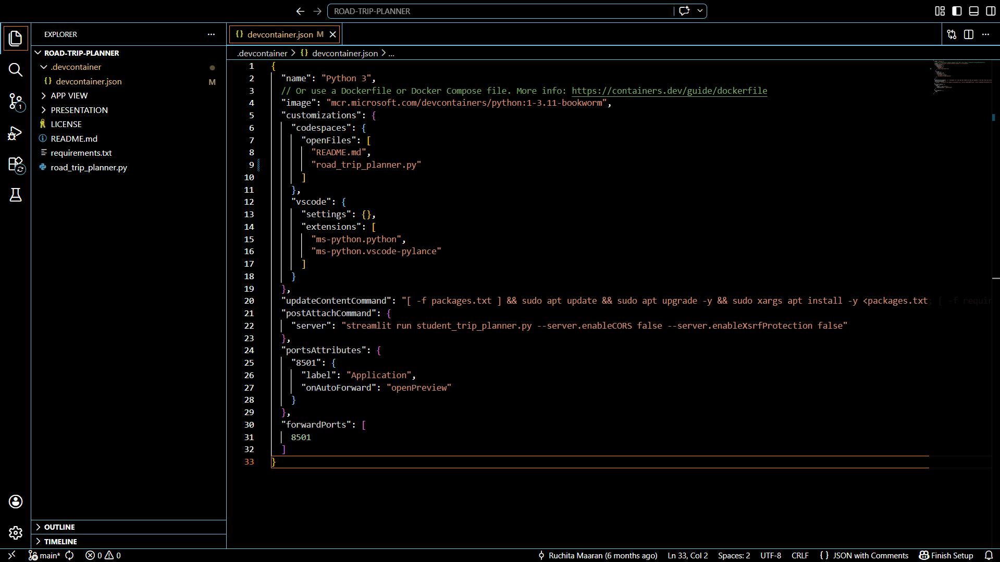 ROAD-TRIP-PLANNER
EXPLORER
ROAD-TRIP-PLANNER
.devcontainer
{} devcontainer.json M
APP VIEW
PRESENTATION
LICENSE
README.md
requirements.txt
road_trip_planner.py
OUTLINE
TIMELINE
1
{} devcontainer.json M
.devcontainer > {} devcontainer.json > ...
1 {
2 "name": "Python 3",
3 // Or use a Dockerfile or Docker Compose file. More info: https://containers.dev/guide/dockerfile
4 "image": "mcr.microsoft.com/devcontainers/python:1-3.11-bookworm",
5 "customizations": {
6 "codespaces": {
7 "openFiles": [
8 "README.md",
9 "road_trip_planner.py"
10 ]
11 },
12 "vscode": {
13 "settings": {},
14 "extensions": [
15 "ms-python.python",
16 "ms-python.vscode-pylance"
17 ]
18 }
19 },
20 "updateContentCommand": "[ -f packages.txt ] && sudo apt update && sudo apt upgrade -y && sudo xargs apt install -y <packages.txt; [ -f requir
21 "postAttachCommand": {
22 "server": "streamlit run student_trip_planner.py --server.enableCORS false --server.enableXsrfProtection false"
23 },
24 "portsAttributes": {
25 "8501": {
26 "label": "Application",
27 "onAutoForward": "openPreview"
28 }
29 },
30 "forwardPorts": [
31 8501
32 ]
33 }
main* 0 0 Ruchita Maaran (6 months ago) Ln 33, Col 2 Spaces: 2 UTF-8 CRLF {} JSON with Comments Finish Setup